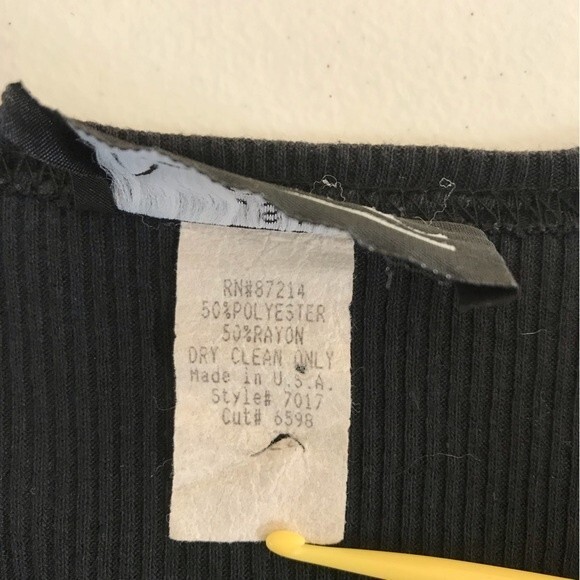 RN#87214
50%POLYESTER
50%RAYON
DRY CLEAN ONLY
Made in U.S.A.
Style# 7017
Cut# 6598